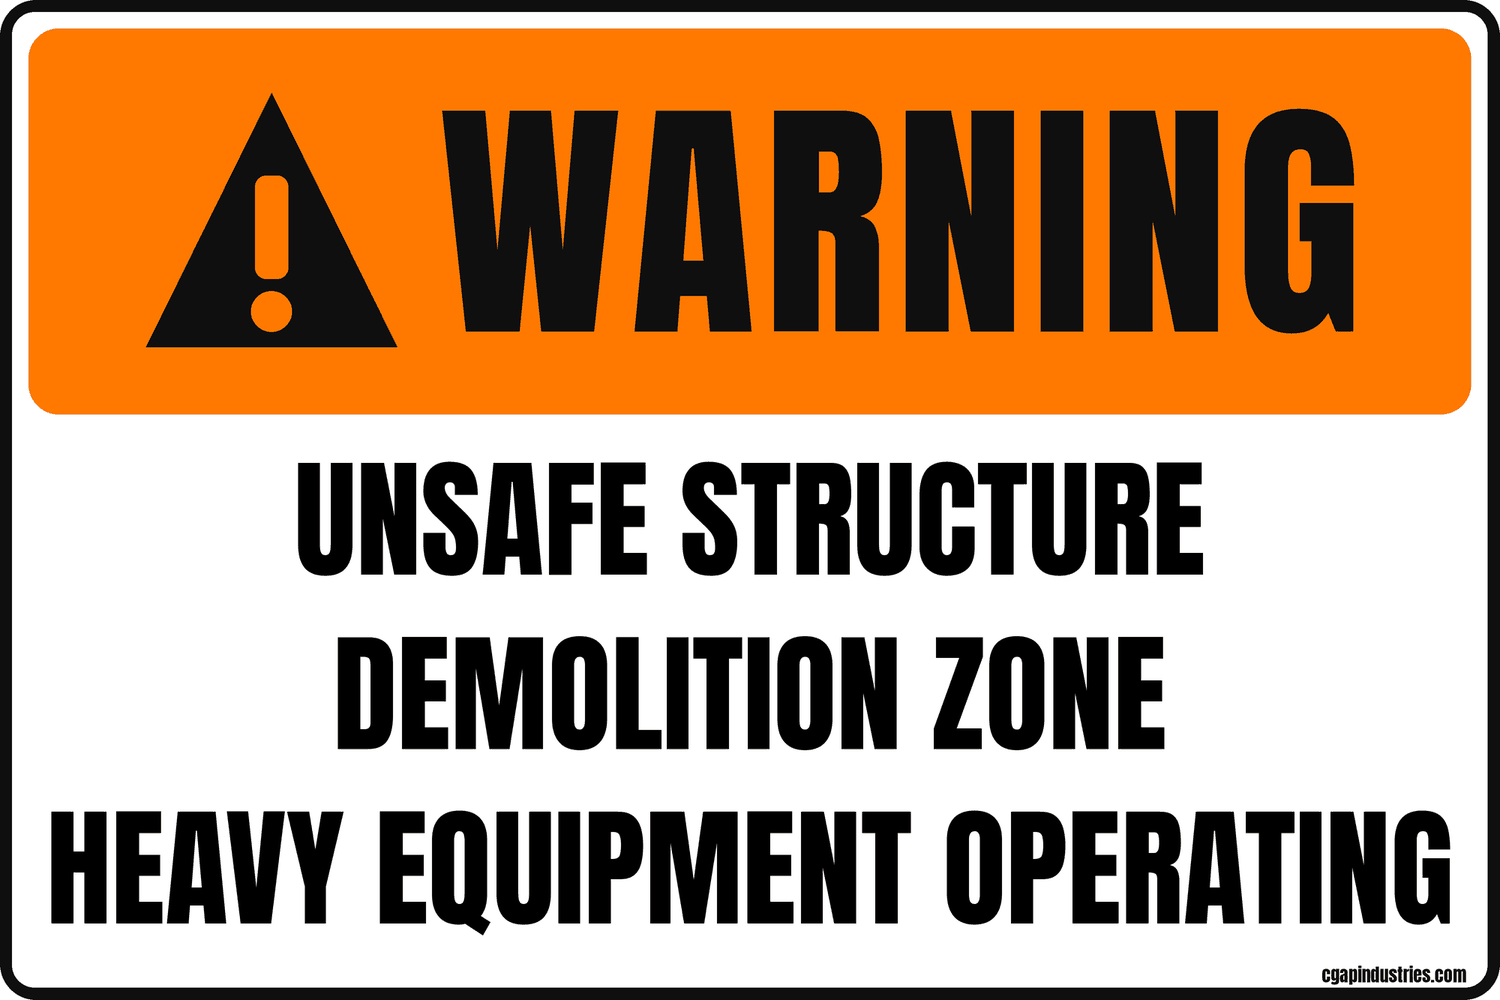 WARNING
UNSAFE STRUCTURE
DEMOLITION ZONE
HEAVY EQUIPMENT OPERATING
cgapindustries.com